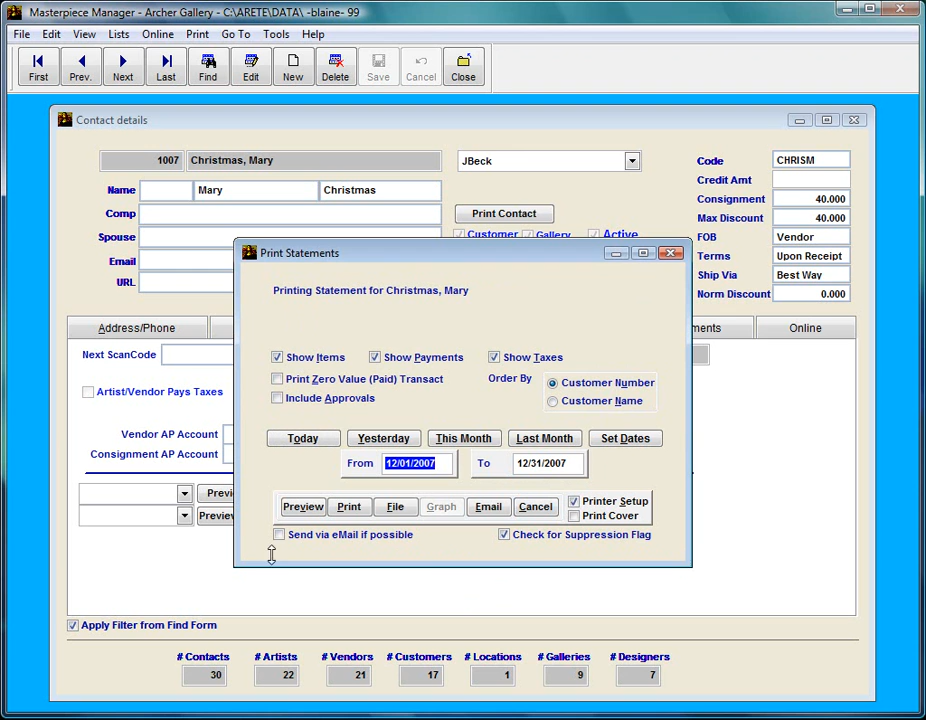 Masterpiece Manager - Archer Gallery - C:\ARETE\DATA\ -blaine- 99
File Edit View Lists Online Print Go To Tools Help
First Prev. Next Last Find Edit New Delete Save Cancel Close
Contact details
1007 Christmas, Mary JBeck
Code CHRISM
Credit Amt
Name Mary Christmas
Consignment 40.000
Comp
Print Contact
Max Discount 40.000
Spouse
Customer Gallery Active
FOB Vendor
Email
Terms Upon Receipt
URL
Ship Via Best Way
Norm Discount 0.000
Address/Phone
ments
Online
Next ScanCode
Artist/Vendor Pays Taxes
Vendor AP Account
Consignment AP Account
Previ
Preview
Print Statements
Printing Statement for Christmas, Mary
Show Items Show Payments Show Taxes
Print Zero Value (Paid) Transact
Order By
Customer Number
Include Approvals
Customer Name
Today Yesterday This Month Last Month Set Dates
From 12/01/2007 To 12/31/2007
Preview Print File Graph Email Cancel
Printer Setup
Print Cover
Send via eMail if possible
Check for Suppression Flag
Apply Filter from Find Form
# Contacts # Artists # Vendors # Customers # Locations # Galleries # Designers
30 22 21 17 1 9 7